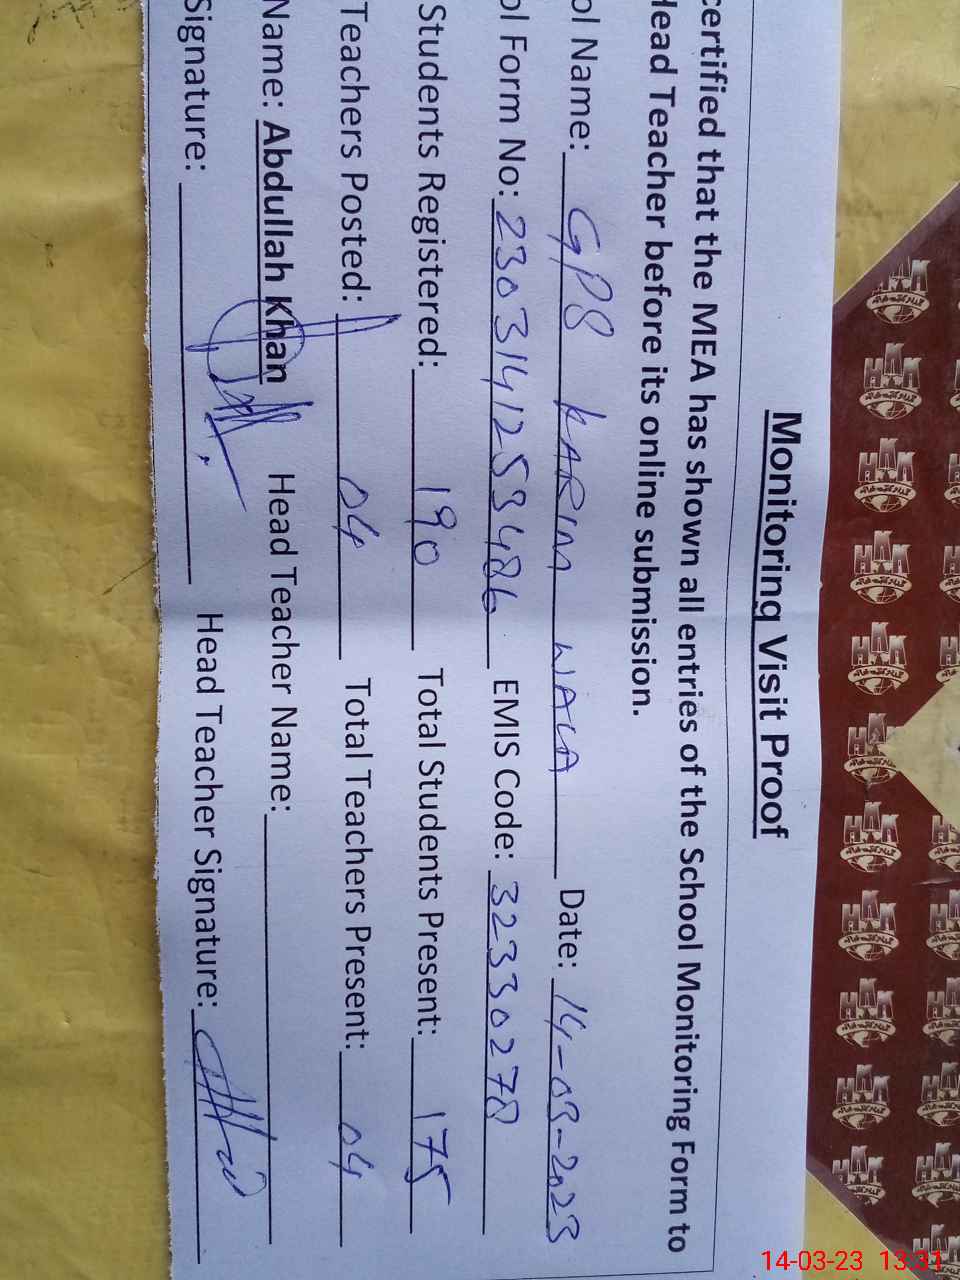 Monitoring Visit Proof
certified that the MEA has shown all entries of the School Monitoring Form to
Head Teacher before its online submission.
ol Name: GPS KARIM WALA Date: 14-03-2023
ol Form No: 2303141253486 EMIS Code: 32330278
Students Registered: 190 Total Students Present: 175
Teachers Posted: 04 Total Teachers Present: 04
Name: Abdullah Khan Head Teacher Name:
Signature: Head Teacher Signature:
14-03-23 13:31